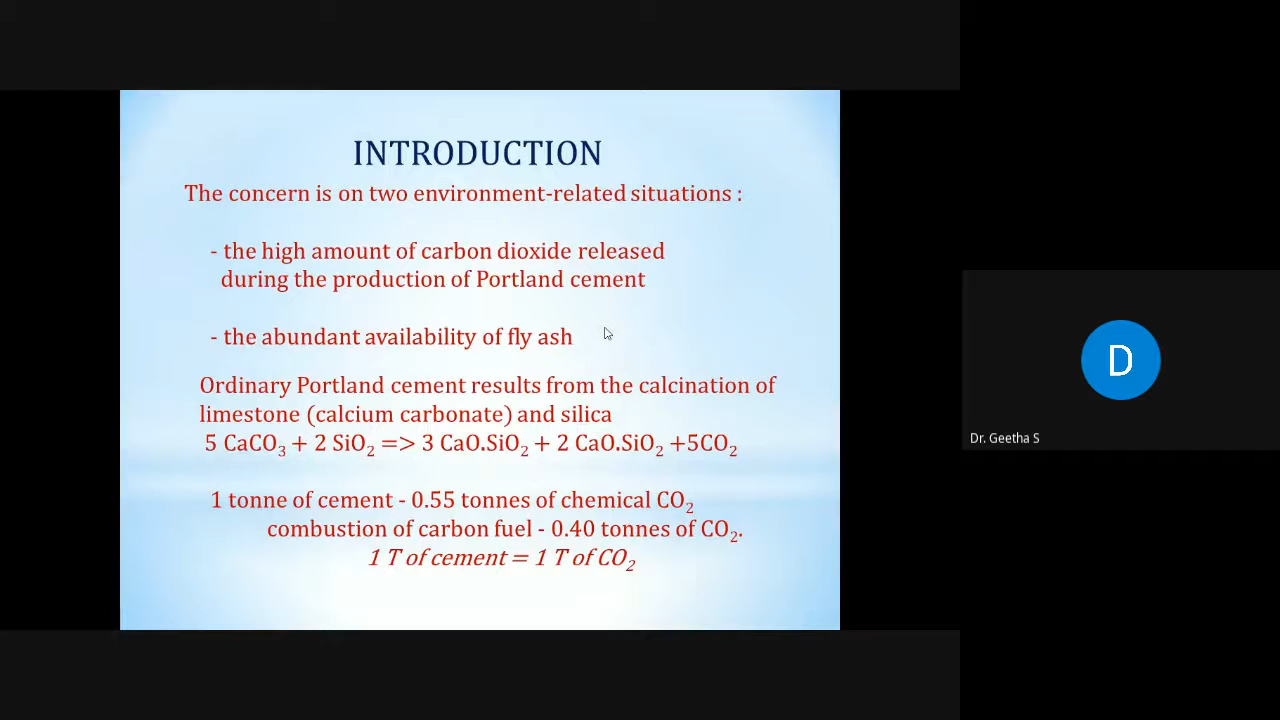 INTRODUCTION
The concern is on two environment-related situations :
- the high amount of carbon dioxide released
during the production of Portland cement
- the abundant availability of fly ash
Ordinary Portland cement results from the calcination of
limestone (calcium carbonate) and silica
5 CaCO₃ + 2 SiO₂ => 3 CaO.SiO₂ + 2 CaO.SiO₂ +5CO₂
1 tonne of cement - 0.55 tonnes of chemical CO₂
combustion of carbon fuel - 0.40 tonnes of CO₂.
1 T of cement = 1 T of CO₂
D
Dr. Geetha S